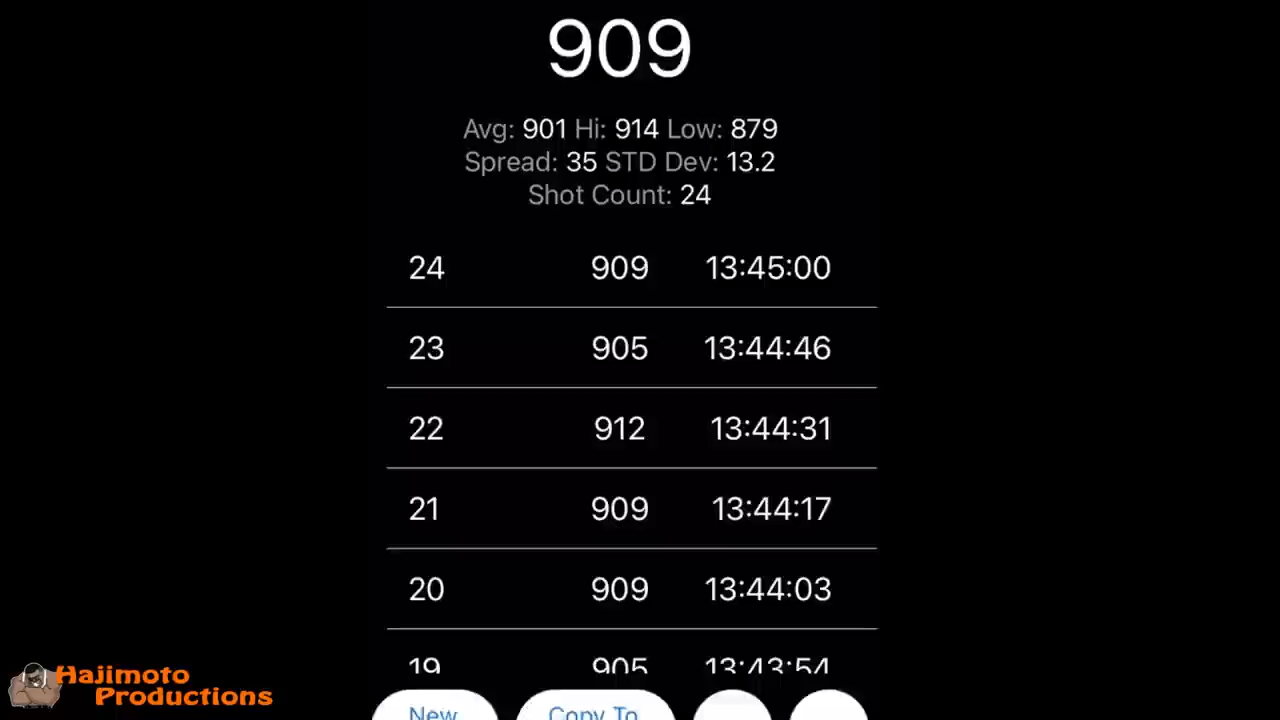 909
Avg: 901 Hi: 914 Low: 879
Spread: 35 STD Dev: 13.2
Shot Count: 24
24 909 13:45:00
23 905 13:44:46
22 912 13:44:31
21 909 13:44:17
20 909 13:44:03
19 905 13:43:54
New Copy To
Hajimoto
Productions